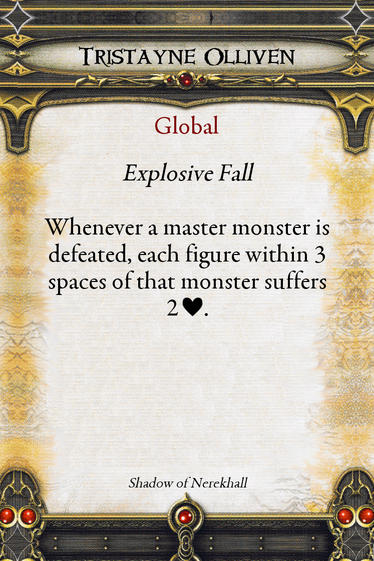 Tristayne Olliven
Global
Explosive Fall
Whenever a master monster is
defeated, each figure within 3
spaces of that monster suffers
2 ♥.
Shadow of Nerekhall